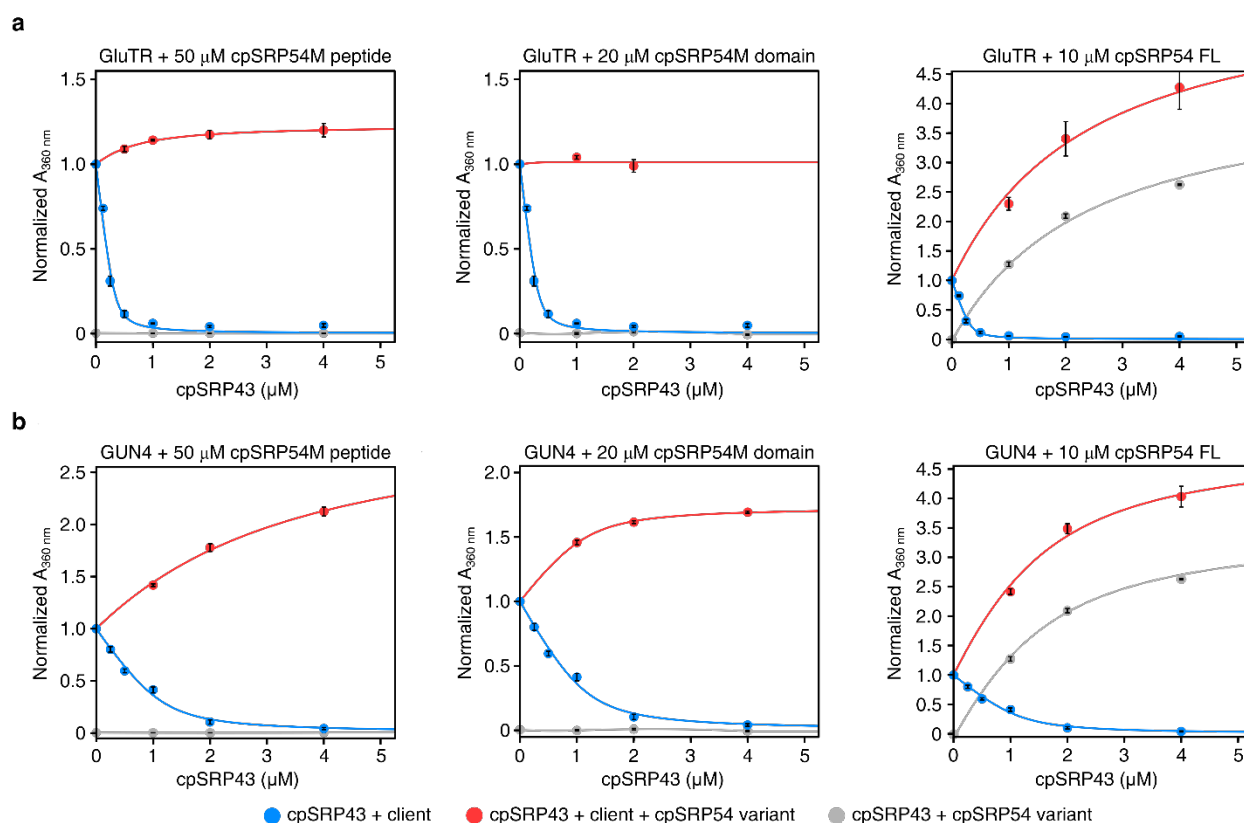 a
GluTR + 50 μM cpSRP54M peptide
GluTR + 20 μM cpSRP54M domain
GluTR + 10 μM cpSRP54 FL
Normalized A360 nm
1.5
1.0
0.5
0
0 1 2 3 4 5
cpSRP43 (μM)
Normalized A360 nm
1.5
1.0
0.5
0
0 1 2 3 4 5
cpSRP43 (μM)
Normalized A360 nm
4.5
4.0
3.5
3.0
2.5
2.0
1.5
1.0
0.5
0
0 1 2 3 4 5
cpSRP43 (μM)
b
GUN4 + 50 μM cpSRP54M peptide
GUN4 + 20 μM cpSRP54M domain
GUN4 + 10 μM cpSRP54 FL
Normalized A360 nm
2.5
2.0
1.5
1.0
0.5
0
0 1 2 3 4 5
cpSRP43 (μM)
Normalized A360 nm
2.0
1.5
1.0
0.5
0
0 1 2 3 4 5
cpSRP43 (μM)
Normalized A360 nm
4.5
4.0
3.5
3.0
2.5
2.0
1.5
1.0
0.5
0
0 1 2 3 4 5
cpSRP43 (μM)
cpSRP43 + client
cpSRP43 + client + cpSRP54 variant
cpSRP43 + cpSRP54 variant